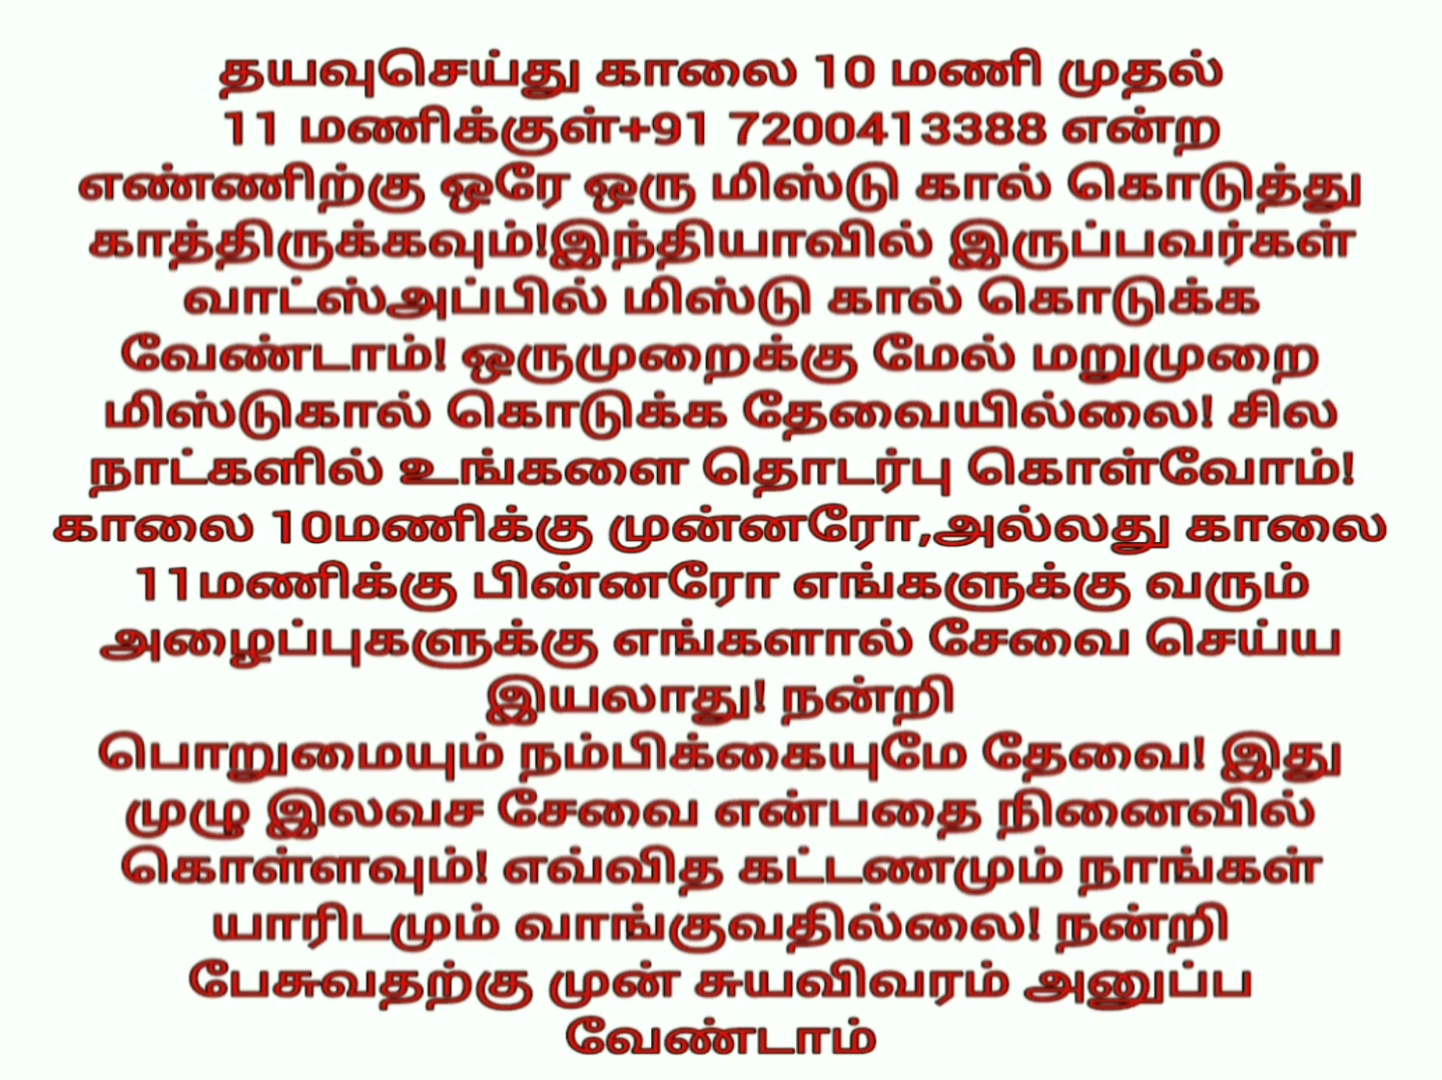 தயவுசெய்து காலை 10 மணி முதல்
11 மணிக்குள்+91 7200413388 என்ற
எண்ணிற்கு ஒரே ஒரு மிஸ்டு கால் கொடுத்து
காத்திருக்கவும்!இந்தியாவில் இருப்பவர்கள்
வாட்ஸ்அப்பில் மிஸ்டு கால் கொடுக்க
வேண்டாம்! ஒருமுறைக்கு மேல் மறுமுறை
மிஸ்டுகால் கொடுக்க தேவையில்லை! சில
நாட்களில் உங்களை தொடர்பு கொள்வோம்!
காலை 10மணிக்கு முன்னரோ,அல்லது காலை
11மணிக்கு பின்னரோ எங்களுக்கு வரும்
அழைப்புகளுக்கு எங்களால் சேவை செய்ய
இயலாது! நன்றி
பொறுமையும் நம்பிக்கையுமே தேவை! இது
முழு இலவச சேவை என்பதை நினைவில்
கொள்ளவும்! எவ்வித கட்டணமும் நாங்கள்
யாரிடமும் வாங்குவதில்லை! நன்றி
பேசுவதற்கு முன் சுயவிவரம் அனுப்ப
வேண்டாம்